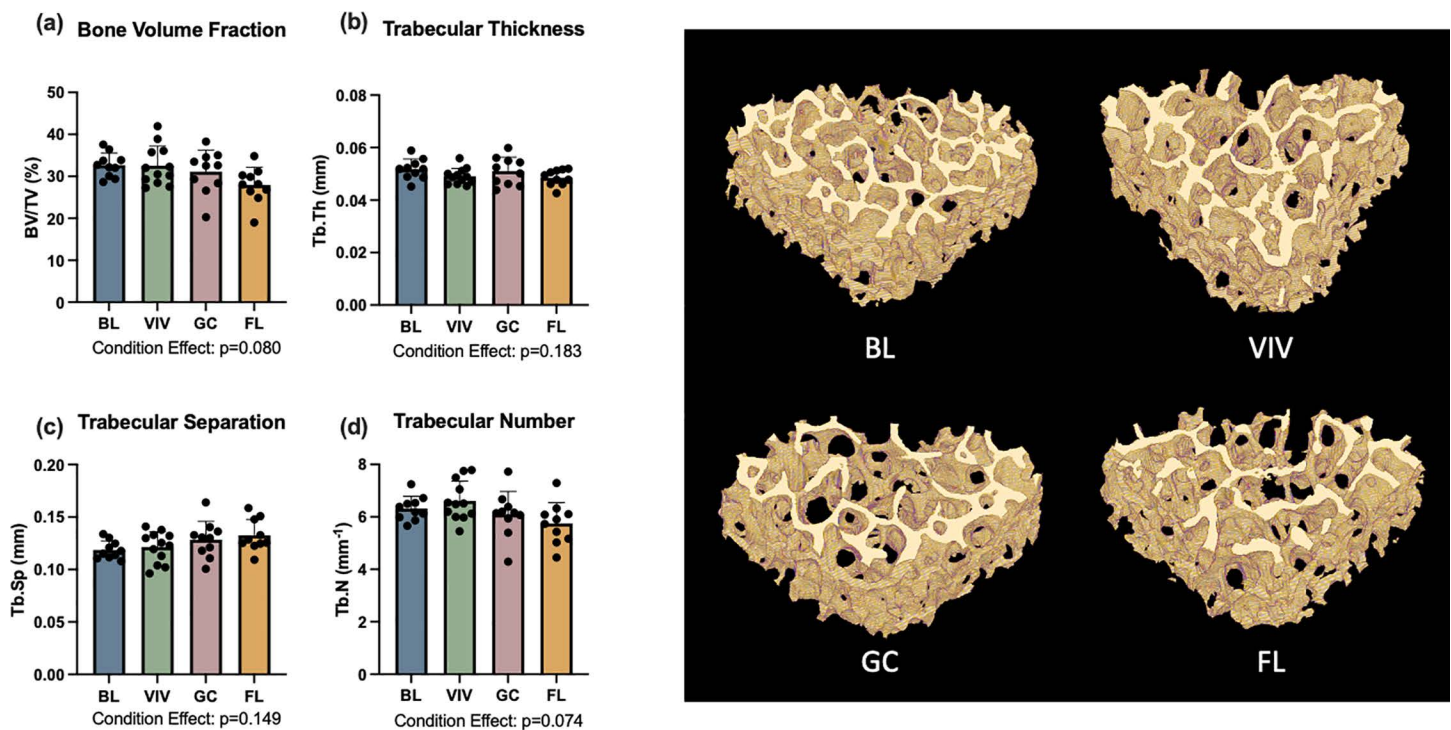 (a) Bone Volume Fraction
BV/TV (%)
50
40
30
20
10
0
BL VIV GC FL
Condition Effect: p=0.080
(b) Trabecular Thickness
Tb.Th (mm)
0.08
0.06
0.04
0.02
0.00
BL VIV GC FL
Condition Effect: p=0.183
(c) Trabecular Separation
Tb.Sp (mm)
0.20
0.15
0.10
0.05
0.00
BL VIV GC FL
Condition Effect: p=0.149
(d) Trabecular Number
Tb.N (mm⁻¹)
8
6
4
2
0
BL VIV GC FL
Condition Effect: p=0.074
BL
VIV
GC
FL